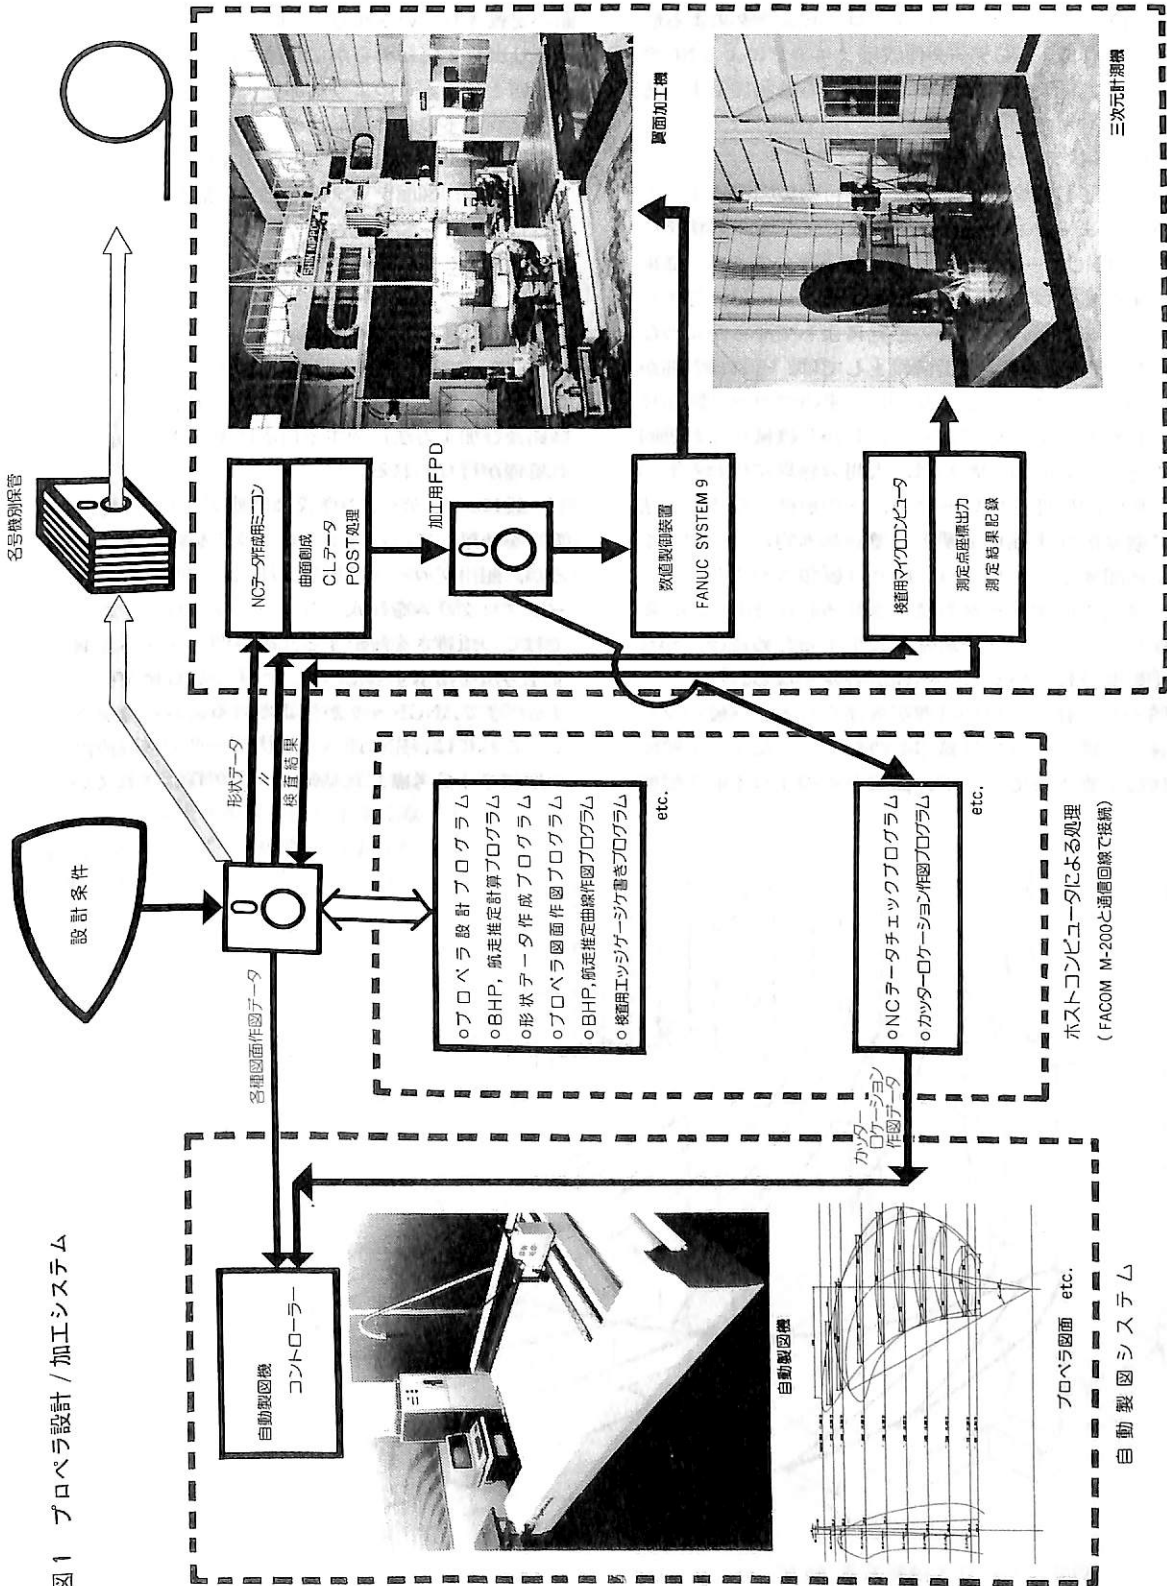 図1 プロペラ設計/加工システム
設計条件
名号機別保管
各種図面作図データ
形状データ
〃
検査結果
自動製図機
コントローラー
自動製図機
プロペラ図面 etc.
自動製図システム
○プロペラ設計プログラム
○BHP, 航走推定計算プログラム
○形状データ作成プログラム
○プロペラ図面作図プログラム
○BHP,航走推定曲線作図プログラム
○検査用エッジゲージケ書きプログラム
etc.
○NCデータチェックプログラム
○カッターロケーション作図プログラム
etc.
カッター
ロケーション
作図データ
ホストコンピュータによる処理
(FACOM M-200と通信回線で接続)
NCデータ作成用ミニコン
曲面創成
CLデータ
POST処理
加工用FPD
数値製御装置
FANUC SYSTEM 9
検査用マイクロコンピュータ
測定点座標出力
測定結果記録
翼面加工機
三次元計測機